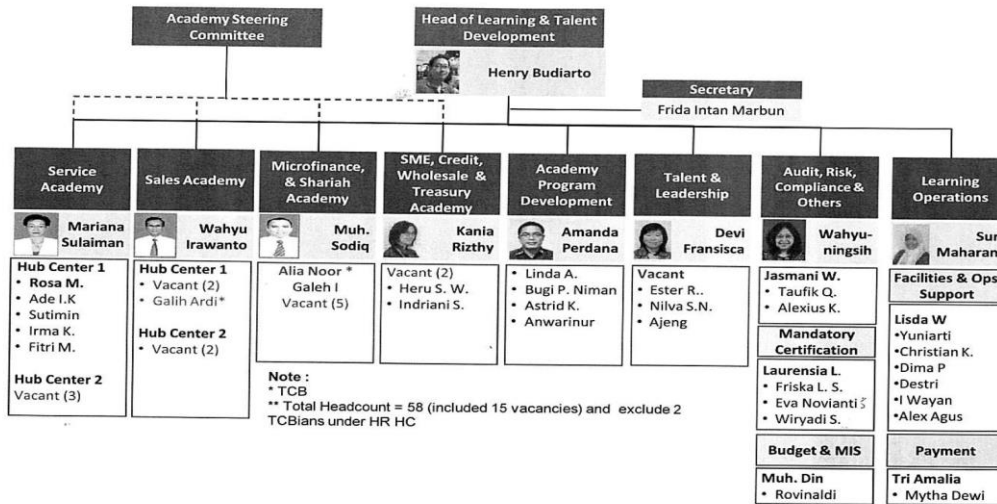 Academy Steering
Committee
Head of Learning & Talent
Development
Henry Budiarto
Secretary
Frida Intan Marbun
Service
Academy
Mariana
Sulaiman
Hub Center 1
• Rosa M.
• Ade I.K
• Sutimin
• Irma K.
• Fitri M.
Hub Center 2
Vacant (3)
Sales Academy
Wahyu
Irawanto
Hub Center 1
• Vacant (2)
• Galih Ardi*
Hub Center 2
• Vacant (2)
Microfinance,
& Shariah
Academy
Muh.
Sodiq
Alia Noor *
Galeh I
Vacant (5)
SME, Credit,
Wholesale &
Treasury
Academy
Kania
Rizthy
Vacant (2)
• Heru S. W.
• Indriani S.
Academy
Program
Development
Amanda
Perdana
• Linda A.
• Bugi P. Niman
• Astrid K.
• Anwarinur
Talent &
Leadership
Devi
Fransisca
Vacant
• Ester R..
• Nilva S.N.
• Ajeng
Audit, Risk,
Compliance &
Others
Wahyu-
ningsih
Jasmani W.
• Taufik Q.
• Alexius K.
Mandatory
Certification
Laurensia L.
• Friska L. S.
• Eva Novianti
• Wiryadi S.
Budget & MIS
Muh. Din
• Rovinaldi
Learning
Operations
Maharan
Facilities & Ops
Support
Lisda W
•Yuniarti
•Christian K.
•Dima P
•Destri
•I Wayan
•Alex Agus
Payment
Tri Amalia
• Mytha Dewi
Note :
* TCB
** Total Headcount = 58 (included 15 vacancies) and exclude 2
TCBians under HR HC